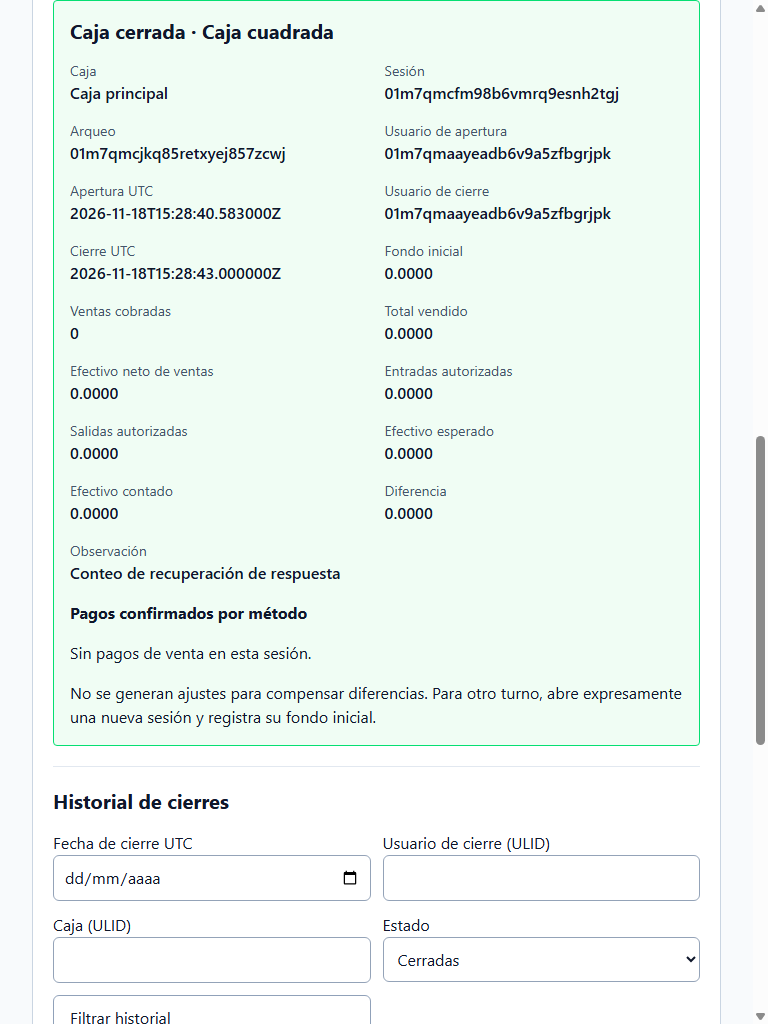 Caja cerrada · Caja cuadrada
Caja
Caja principal
Sesión
01m7qmcfm98b6vmrq9esnh2tgj
Arqueo
01m7qmcjkq85retxyej857zcwj
Usuario de apertura
01m7qmaayeadb6v9a5zfbgrjpk
Apertura UTC
2026-11-18T15:28:40.583000Z
Usuario de cierre
01m7qmaayeadb6v9a5zfbgrjpk
Cierre UTC
2026-11-18T15:28:43.000000Z
Fondo inicial
0.0000
Ventas cobradas
0
Total vendido
0.0000
Efectivo neto de ventas
0.0000
Entradas autorizadas
0.0000
Salidas autorizadas
0.0000
Efectivo esperado
0.0000
Efectivo contado
0.0000
Diferencia
0.0000
Observación
Conteo de recuperación de respuesta
Pagos confirmados por método
Sin pagos de venta en esta sesión.
No se generan ajustes para compensar diferencias. Para otro turno, abre expresamente
una nueva sesión y registra su fondo inicial.
Historial de cierres
Fecha de cierre UTC
dd/mm/aaaa
Usuario de cierre (ULID)
Caja (ULID)
Estado
Cerradas
Filtrar historial